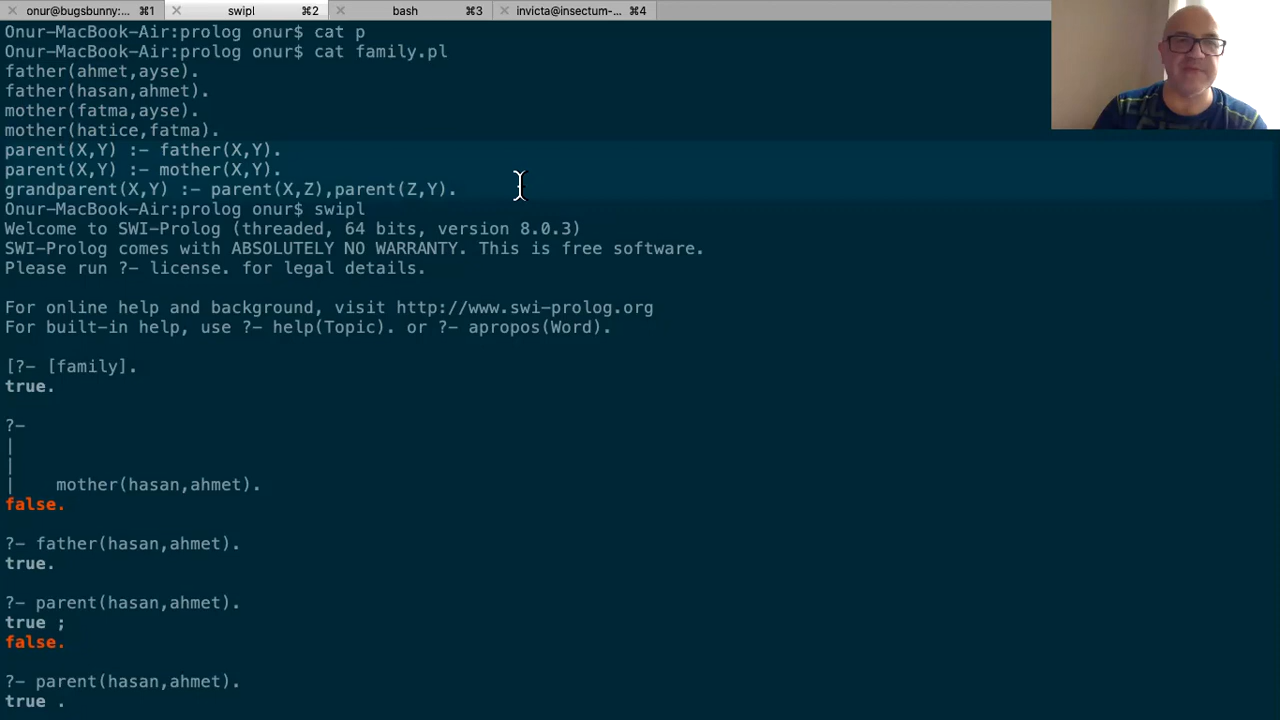 onur@bugsbunny:... ⌘1 swipl ⌘2 bash ⌘3 invicta@insectum-... ⌘4
Onur-MacBook-Air:prolog onur$ cat p
Onur-MacBook-Air:prolog onur$ cat family.pl
father(ahmet,ayse).
father(hasan,ahmet).
mother(fatma,ayse).
mother(hatice,fatma).
parent(X,Y) :- father(X,Y).
parent(X,Y) :- mother(X,Y).
grandparent(X,Y) :- parent(X,Z),parent(Z,Y).
Onur-MacBook-Air:prolog onur$ swipl
Welcome to SWI-Prolog (threaded, 64 bits, version 8.0.3)
SWI-Prolog comes with ABSOLUTELY NO WARRANTY. This is free software.
Please run ?- license. for legal details.
For online help and background, visit http://www.swi-prolog.org
For built-in help, use ?- help(Topic). or ?- apropos(Word).
[?- [family].
true.
?-
|
|
| mother(hasan,ahmet).
false.
?- father(hasan,ahmet).
true.
?- parent(hasan,ahmet).
true ;
false.
?- parent(hasan,ahmet).
true .